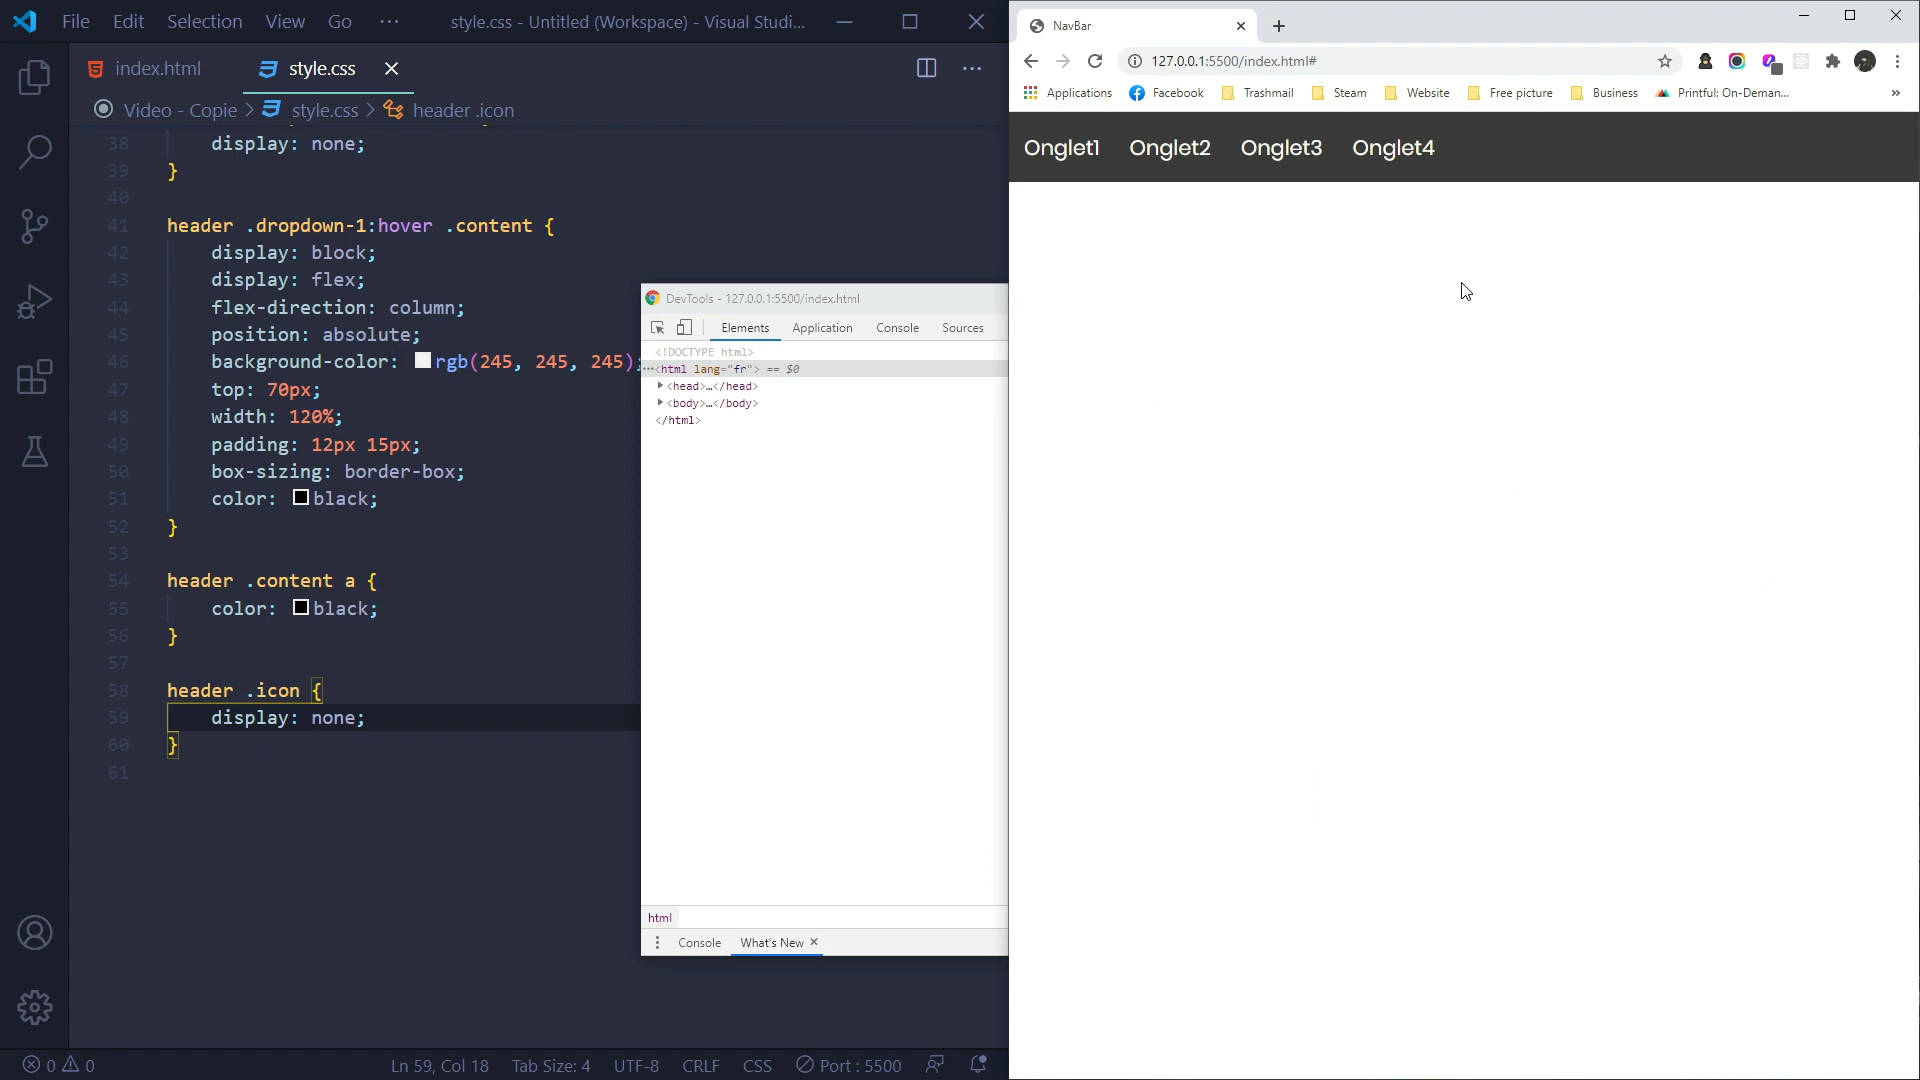 File Edit Selection View Go ··· style.css - Untitled (Workspace) - Visual Studi...
index.html style.css
Video - Copie > style.css > header .icon
38 display: none;
39 }
40
41 header .dropdown-1:hover .content {
42 display: block;
43 display: flex;
44 flex-direction: column;
45 position: absolute;
46 background-color: rgb(245, 245, 245);
47 top: 70px;
48 width: 120%;
49 padding: 12px 15px;
50 box-sizing: border-box;
51 color: black;
52 }
53
54 header .content a {
55 color: black;
56 }
57
58 header .icon {
59 display: none;
60 }
61
0 0 Ln 59, Col 18 Tab Size: 4 UTF-8 CRLF CSS Port : 5500
DevTools - 127.0.0.1:5500/index.html
Elements Application Console Sources
<!DOCTYPE html>
···<html lang="fr"> == $0
<head>…</head>
<body>…</body>
</html>
html
Console What's New
NavBar
127.0.0.1:5500/index.html#
Applications Facebook Trashmail Steam Website Free picture Business Printful: On-Deman... »
Onglet1 Onglet2 Onglet3 Onglet4